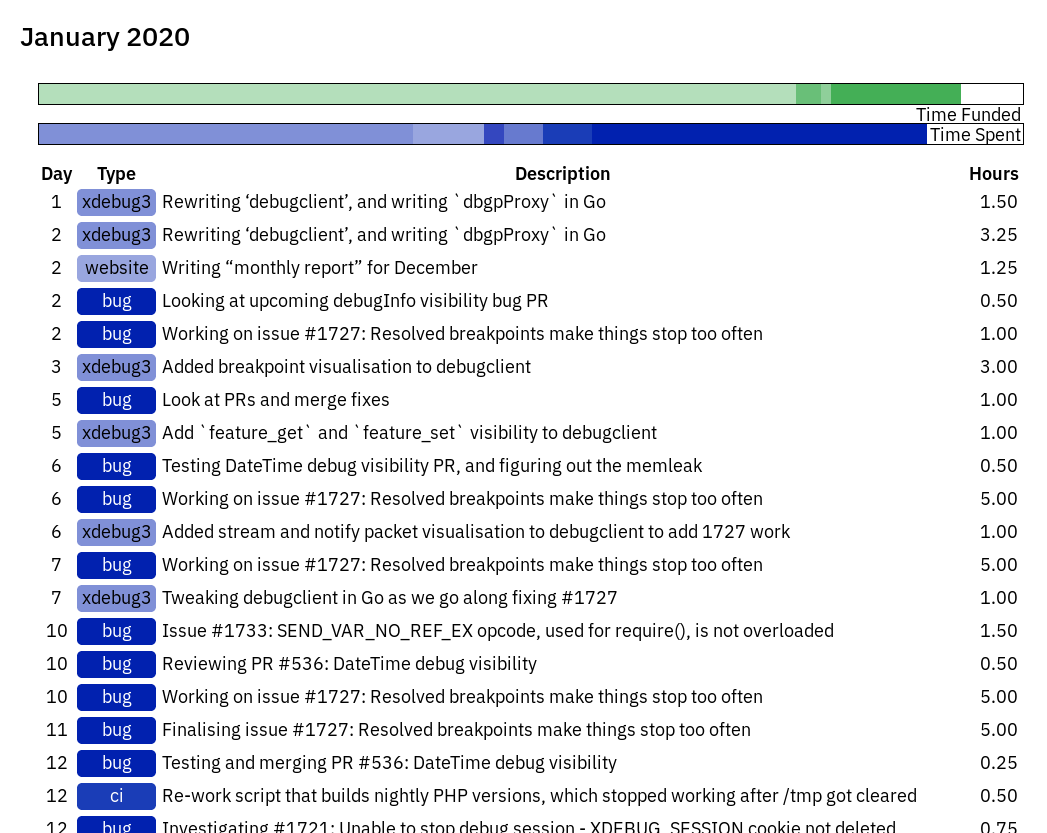 January 2020
Time Funded
Time Spent
Day Type Description Hours
1 xdebug3 Rewriting ‘debugclient’, and writing `dbgpProxy` in Go 1.50
2 xdebug3 Rewriting ‘debugclient’, and writing `dbgpProxy` in Go 3.25
2 website Writing “monthly report” for December 1.25
2 bug Looking at upcoming debugInfo visibility bug PR 0.50
2 bug Working on issue #1727: Resolved breakpoints make things stop too often 1.00
3 xdebug3 Added breakpoint visualisation to debugclient 3.00
5 bug Look at PRs and merge fixes 1.00
5 xdebug3 Add `feature_get` and `feature_set` visibility to debugclient 1.00
6 bug Testing DateTime debug visibility PR, and figuring out the memleak 0.50
6 bug Working on issue #1727: Resolved breakpoints make things stop too often 5.00
6 xdebug3 Added stream and notify packet visualisation to debugclient to add 1727 work 1.00
7 bug Working on issue #1727: Resolved breakpoints make things stop too often 5.00
7 xdebug3 Tweaking debugclient in Go as we go along fixing #1727 1.00
10 bug Issue #1733: SEND_VAR_NO_REF_EX opcode, used for require(), is not overloaded 1.50
10 bug Reviewing PR #536: DateTime debug visibility 0.50
10 bug Working on issue #1727: Resolved breakpoints make things stop too often 5.00
11 bug Finalising issue #1727: Resolved breakpoints make things stop too often 5.00
12 bug Testing and merging PR #536: DateTime debug visibility 0.25
12 ci Re-work script that builds nightly PHP versions, which stopped working after /tmp got cleared 0.50
12 bug Investigating #1721: Unable to stop debug session - XDEBUG_SESSION cookie not deleted 0.75